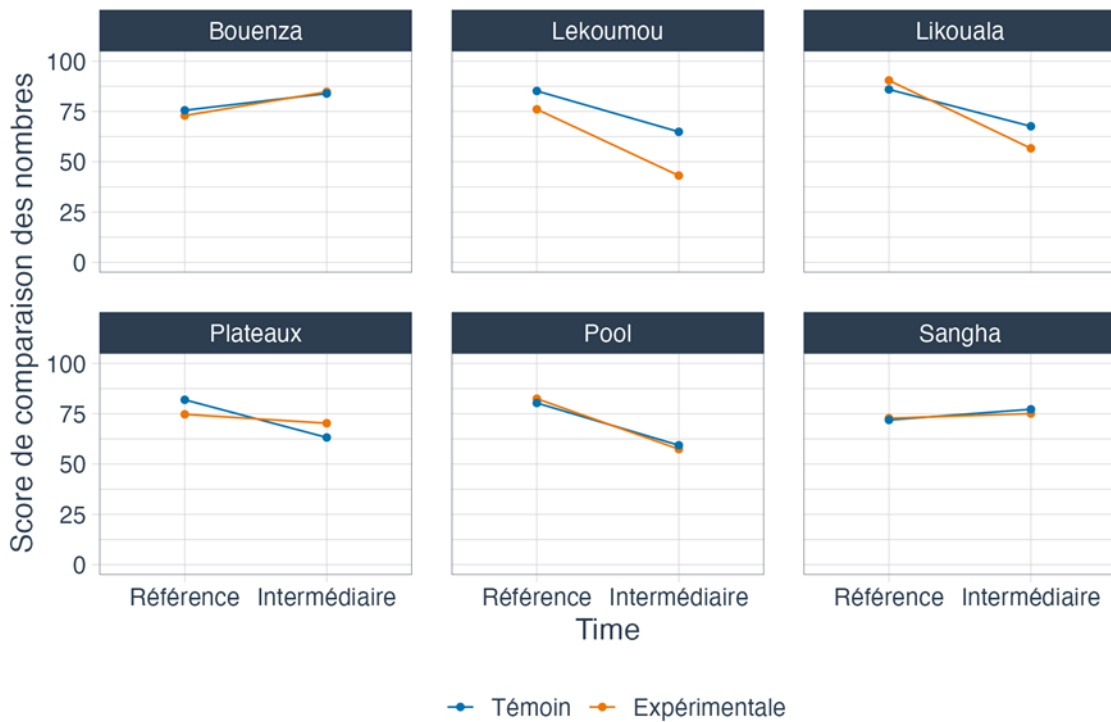 Bouenza
Lekoumou
Likouala
Score de comparaison des nombres
100
75
50
25
0
Plateaux
Pool
Sangha
100
75
50
25
0
Référence Intermédiaire
Référence Intermédiaire
Référence Intermédiaire
Time
Témoin Expérimentale